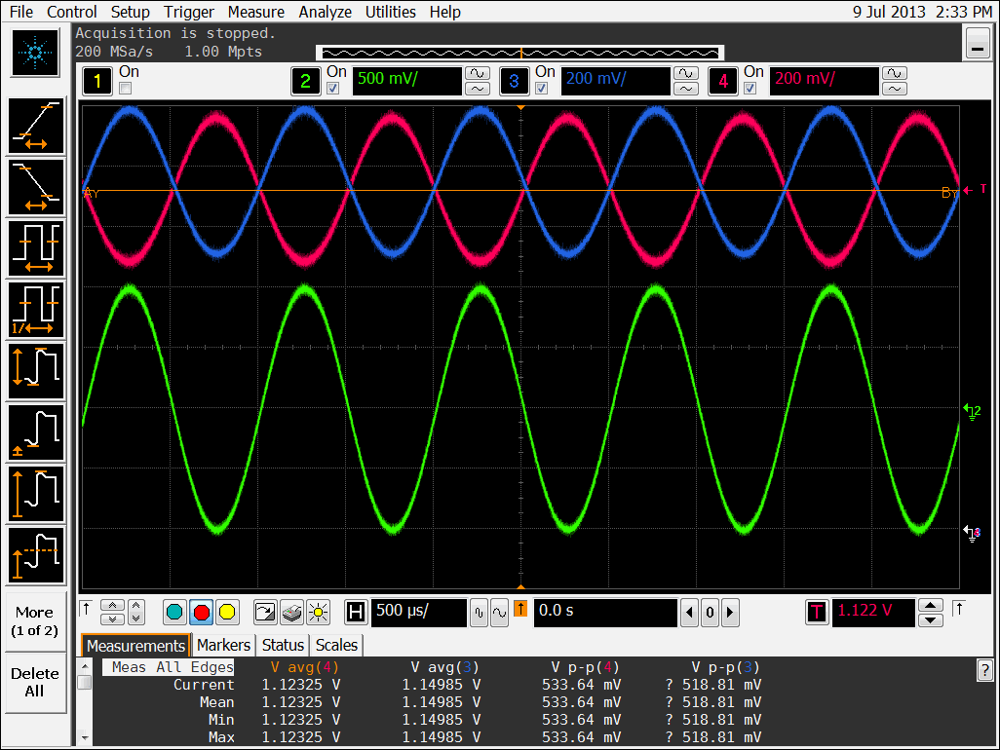 File Control Setup Trigger Measure Analyze Utilities Help 9 Jul 2013 2:33 PM
Acquisition is stopped.
200 MSa/s 1.00 Mpts
1 On 2 On 500 mV/ 3 On 200 mV/ 4 On 200 mV/
AY BY T
2
1/
More
(1 of 2)
Delete
All
H 500 µs/ 0.0 s 0 T 1.122 V
Measurements Markers Status Scales
Meas All Edges V avg(4) V avg(3) V p-p(4) V p-p(3) ?
Current 1.12325 V 1.14985 V 533.64 mV ? 518.81 mV
Mean 1.12325 V 1.14985 V 533.64 mV ? 518.81 mV
Min 1.12325 V 1.14985 V 533.64 mV ? 518.81 mV
Max 1.12325 V 1.14985 V 533.64 mV ? 518.81 mV